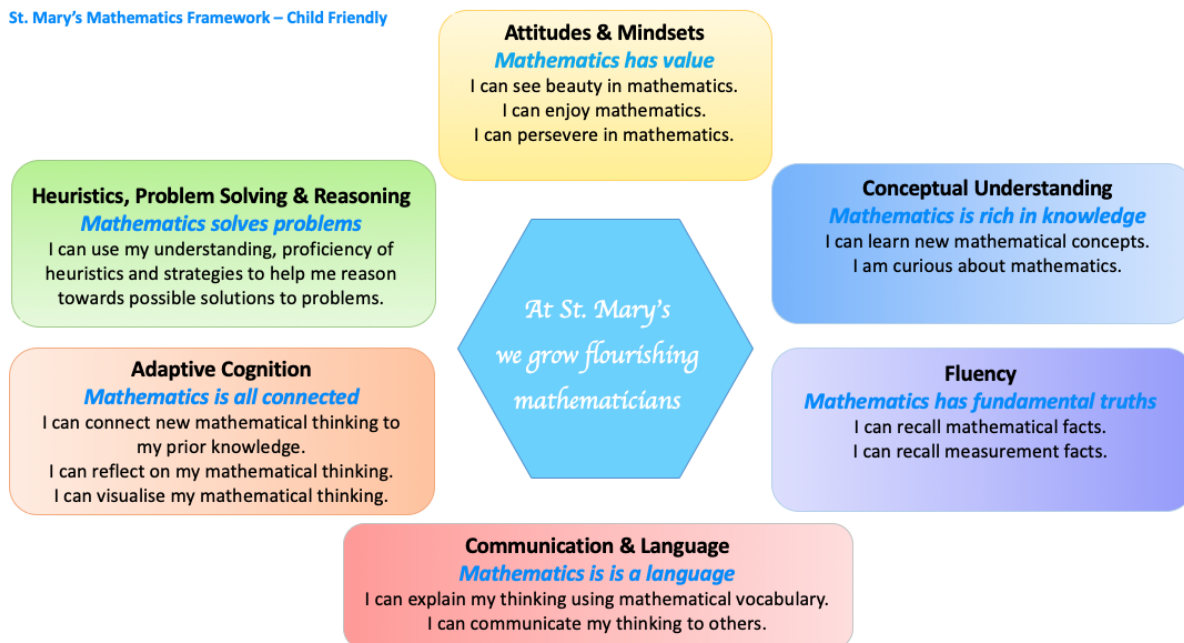 St. Mary's Mathematics Framework – Child Friendly
Attitudes & Mindsets
Mathematics has value
I can see beauty in mathematics.
I can enjoy mathematics.
I can persevere in mathematics.
Heuristics, Problem Solving & Reasoning
Mathematics solves problems
I can use my understanding, proficiency of
heuristics and strategies to help me reason
towards possible solutions to problems.
Conceptual Understanding
Mathematics is rich in knowledge
I can learn new mathematical concepts.
I am curious about mathematics.
At St. Mary's
we grow flourishing
mathematicians
Adaptive Cognition
Mathematics is all connected
I can connect new mathematical thinking to
my prior knowledge.
I can reflect on my mathematical thinking.
I can visualise my mathematical thinking.
Fluency
Mathematics has fundamental truths
I can recall mathematical facts.
I can recall measurement facts.
Communication & Language
Mathematics is is a language
I can explain my thinking using mathematical vocabulary.
I can communicate my thinking to others.